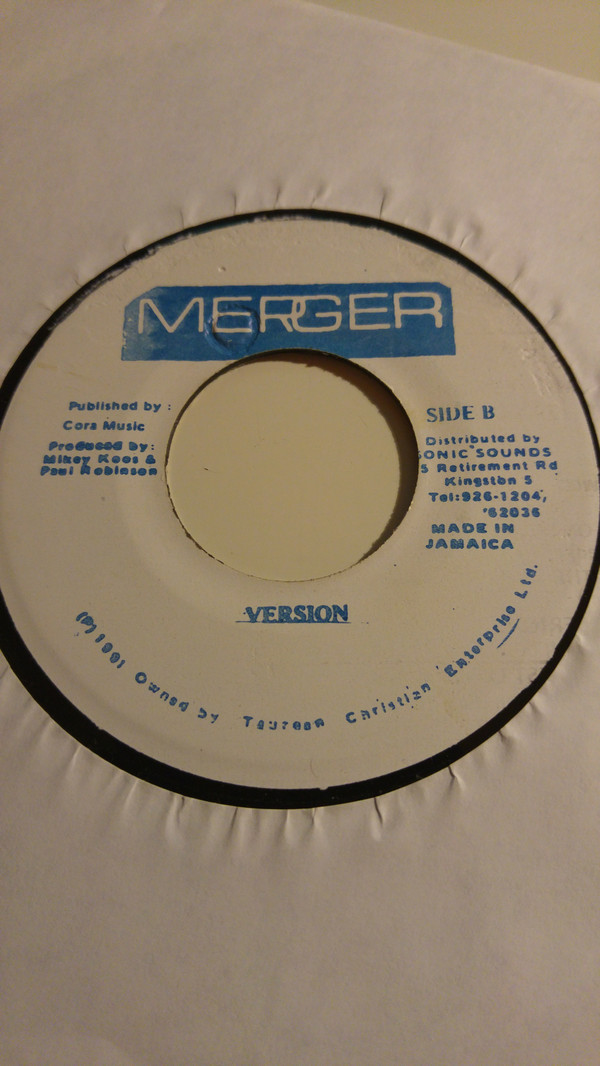 MERGER
Published by :
Cora Music
Produced by:
Mikey Koos &
Paul Robinson
SIDE B
Distributed by
SONIC SOUNDS
5 Retirement Rd
Kingston 5
Tel:926-1204,
'62036
MADE IN
JAMAICA
VERSION
(P) 1991 Owned by Taurean Christian Enterprise Ltd.